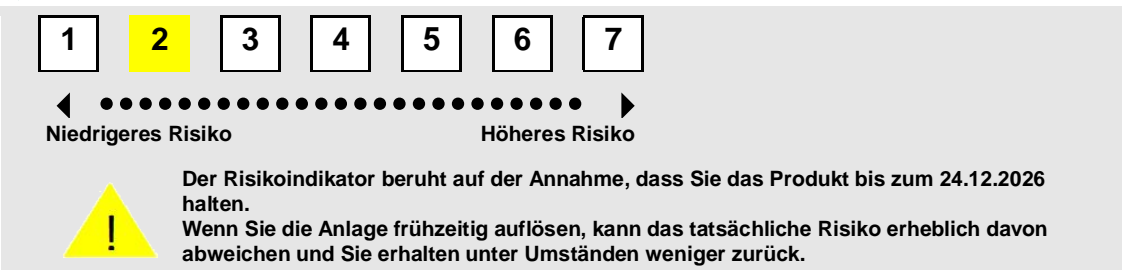 1 2 3 4 5 6 7
Niedrigeres Risiko Höheres Risiko
Der Risikoindikator beruht auf der Annahme, dass Sie das Produkt bis zum 24.12.2026
halten.
Wenn Sie die Anlage frühzeitig auflösen, kann das tatsächliche Risiko erheblich davon
abweichen und Sie erhalten unter Umständen weniger zurück.
!